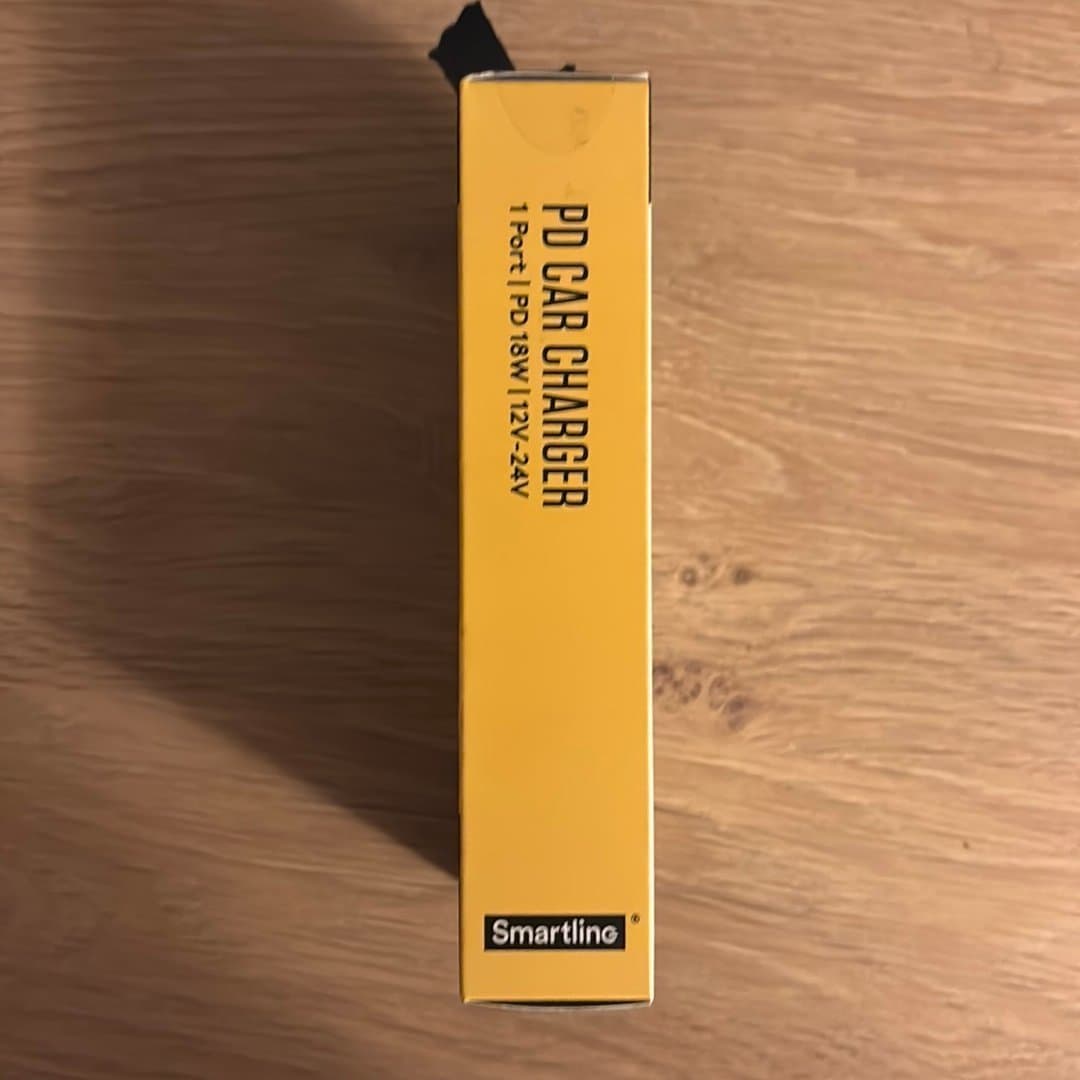 PD CAR CHARGER
1 Port | PD 18W | 12V-24V
Smartline®